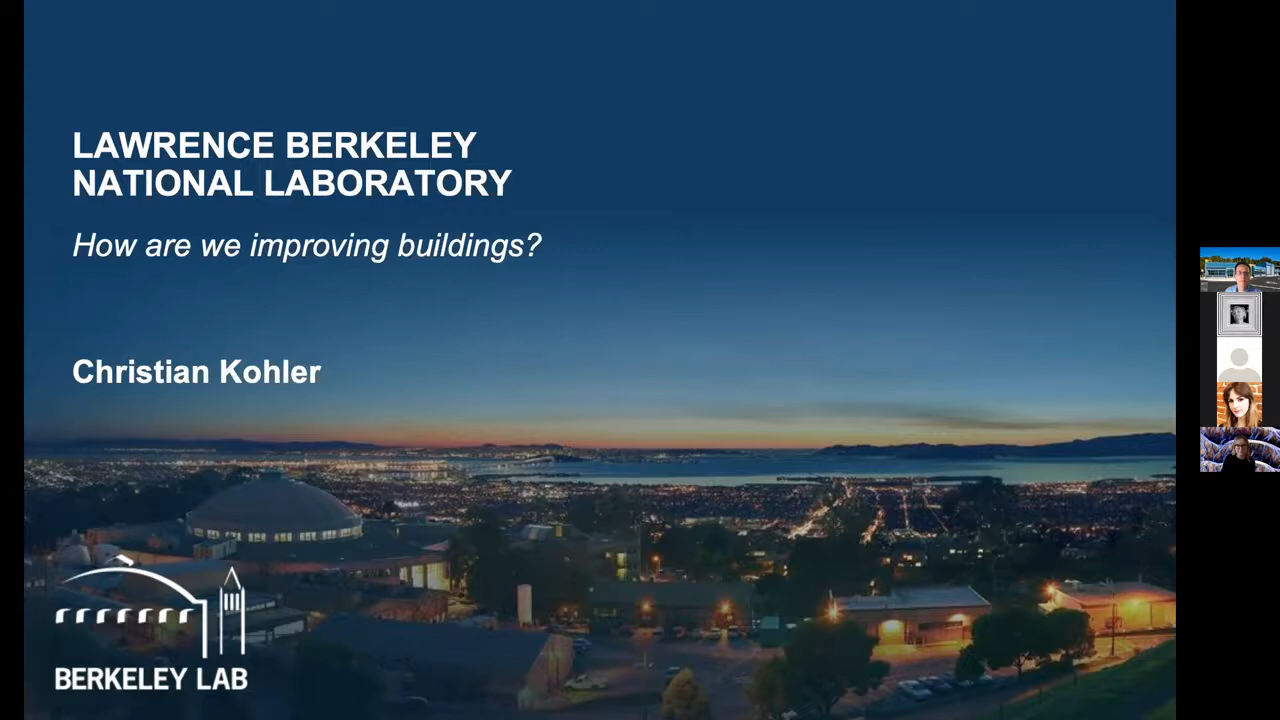 LAWRENCE BERKELEY
NATIONAL LABORATORY
How are we improving buildings?
Christian Kohler
BERKELEY LAB